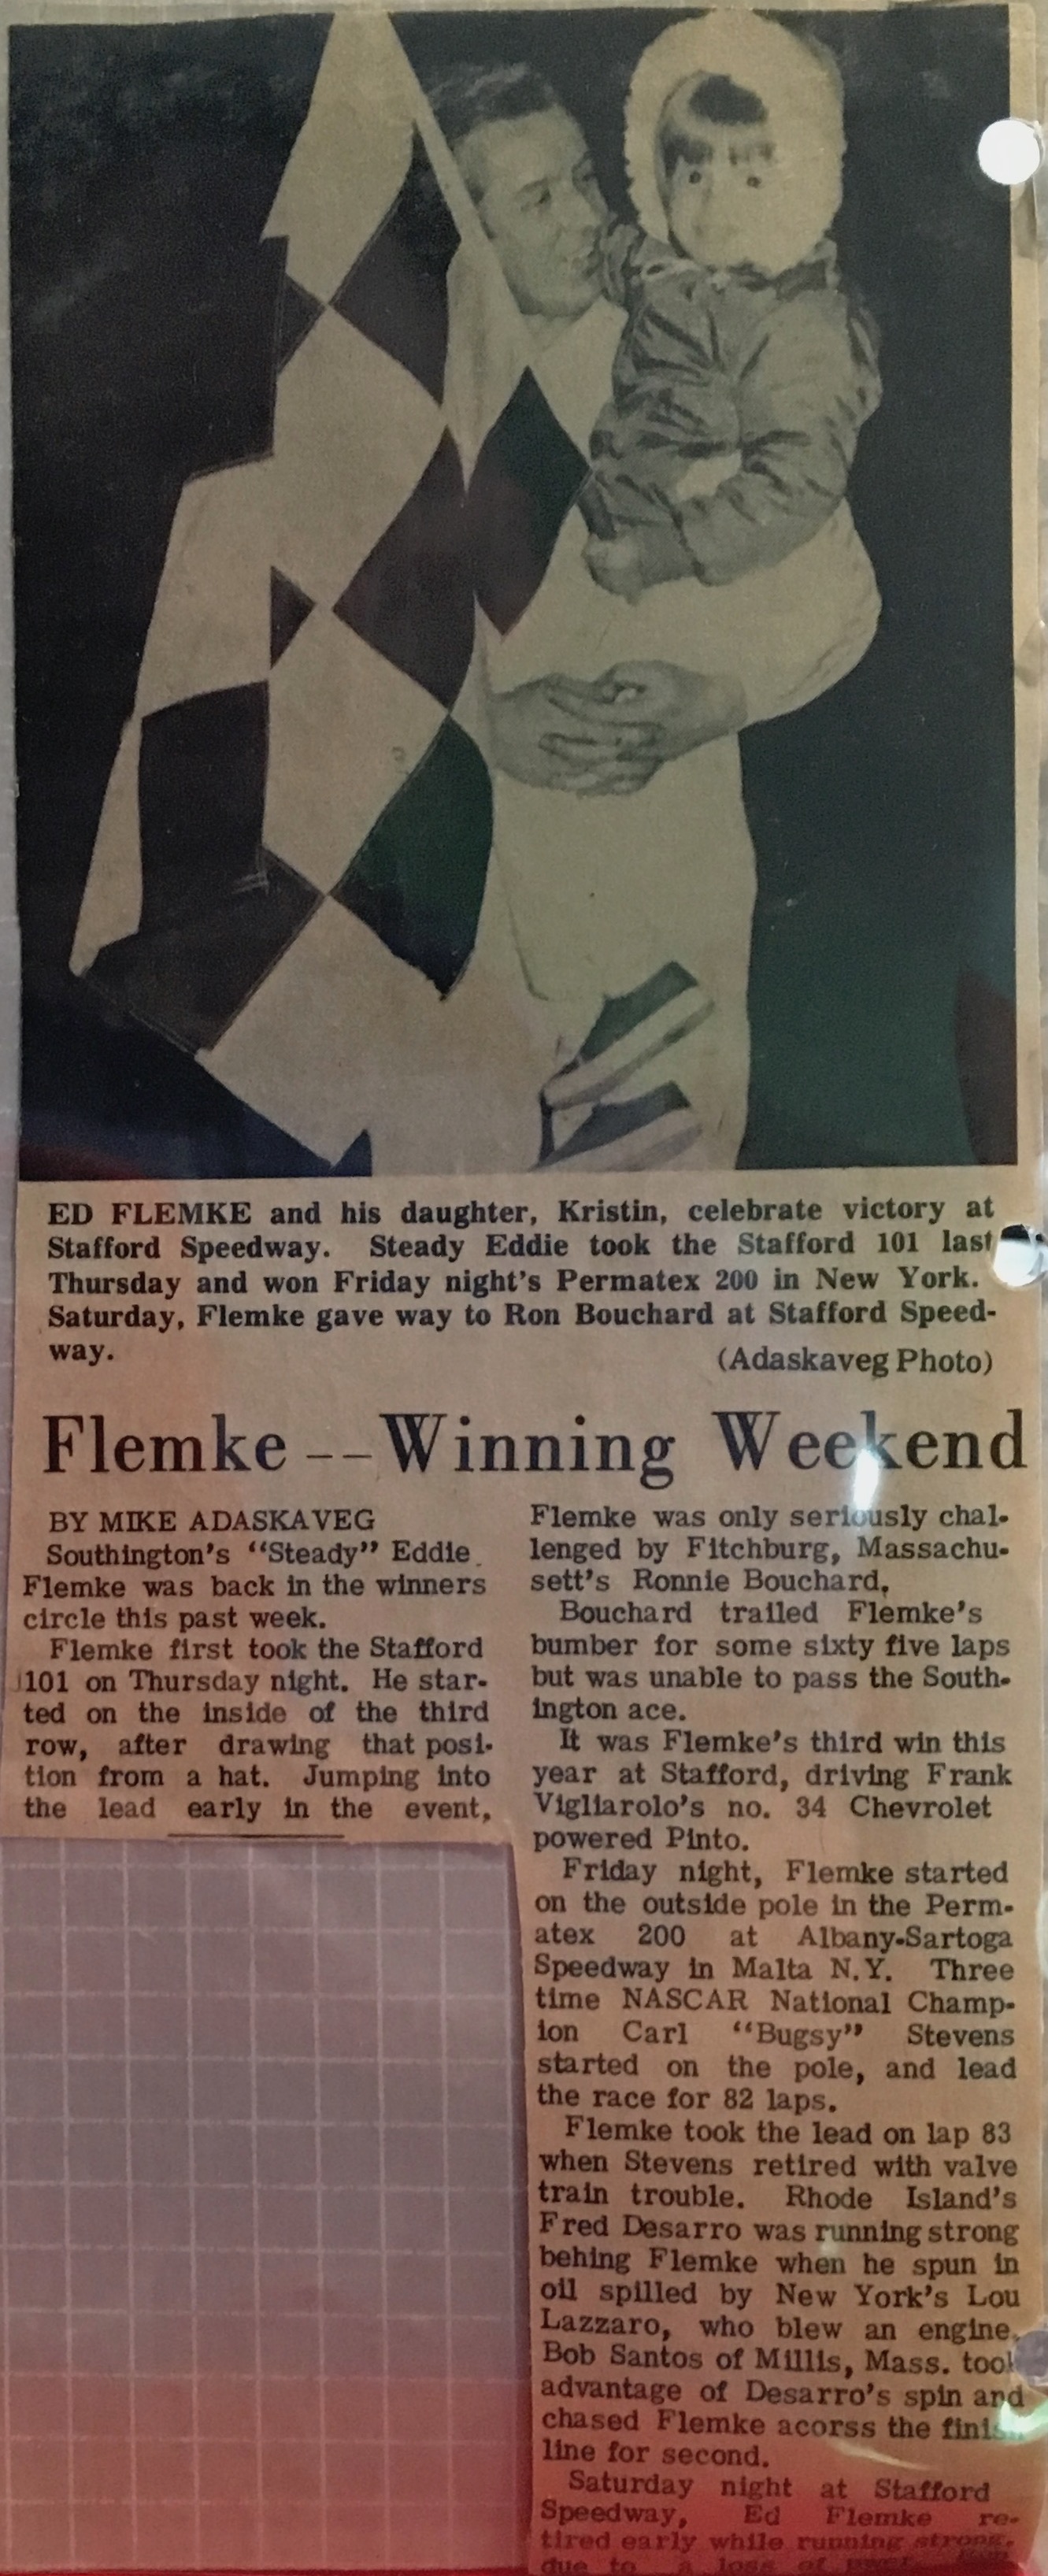 ED FLEMKE and his daughter, Kristin, celebrate victory at
Stafford Speedway. Steady Eddie took the Stafford 101 last
Thursday and won Friday night's Permatex 200 in New York.
Saturday, Flemke gave way to Ron Bouchard at Stafford Speed-
way.
(Adaskaveg Photo)
Flemke -- Winning Weekend
BY MIKE ADASKAVEG
Southington's "Steady" Eddie
Flemke was back in the winners
circle this past week.
Flemke first took the Stafford
101 on Thursday night. He star-
ted on the inside of the third
row, after drawing that posi-
tion from a hat. Jumping into
the lead early in the event,
Flemke was only seriously chal-
lenged by Fitchburg, Massachu-
sett's Ronnie Bouchard.
Bouchard trailed Flemke's
bumber for some sixty five laps
but was unable to pass the South-
ington ace.
It was Flemke's third win this
year at Stafford, driving Frank
Vigliarolo's no. 34 Chevrolet
powered Pinto.
Friday night, Flemke started
on the outside pole in the Perm-
atex 200 at Albany-Sartoga
Speedway in Malta N.Y. Three
time NASCAR National Champ-
ion Carl "Bugsy" Stevens
started on the pole, and lead
the race for 82 laps.
Flemke took the lead on lap 83
when Stevens retired with valve
train trouble. Rhode Island's
Fred Desarro was running strong
behing Flemke when he spun in
oil spilled by New York's Lou
Lazzaro, who blew an engine.
Bob Santos of Millis, Mass. took
advantage of Desarro's spin and
chased Flemke acorss the finish
line for second.
Saturday night at Stafford
Speedway, Ed Flemke re-
tired early while running strong,
due to a loss of